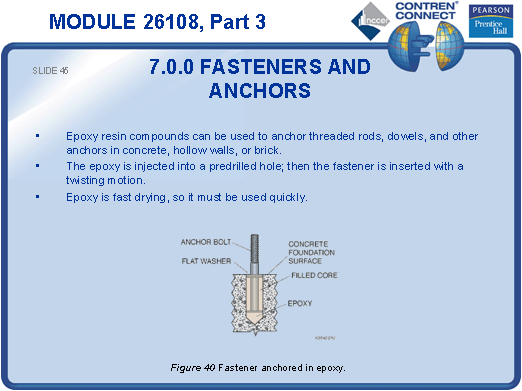 MODULE 26108, Part 3
nccer
CONTREN®
CONNECT
PEARSON
Prentice
Hall
SLIDE 45
7.0.0 FASTENERS AND
ANCHORS
• Epoxy resin compounds can be used to anchor threaded rods, dowels, and other
anchors in concrete, hollow walls, or brick.
• The epoxy is injected into a predrilled hole; then the fastener is inserted with a
twisting motion.
• Epoxy is fast drying, so it must be used quickly.
ANCHOR BOLT
FLAT WASHER
CONCRETE
FOUNDATION
SURFACE
FILLED CORE
EPOXY
Figure 40 Fastener anchored in epoxy.